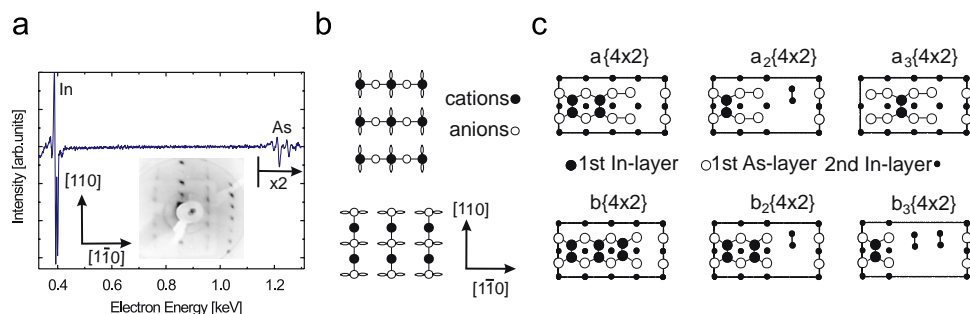 a
In
As
x2
[110]
[11̅0]
Intensity [arb.units]
0.4 0.6 0.8 1.0 1.2
Electron Energy [keV]
b
cations
anions
[110]
[11̅0]
c
a{4x2} a2{4x2} a3{4x2}
1st In-layer 1st As-layer 2nd In-layer
b{4x2} b2{4x2} b3{4x2}